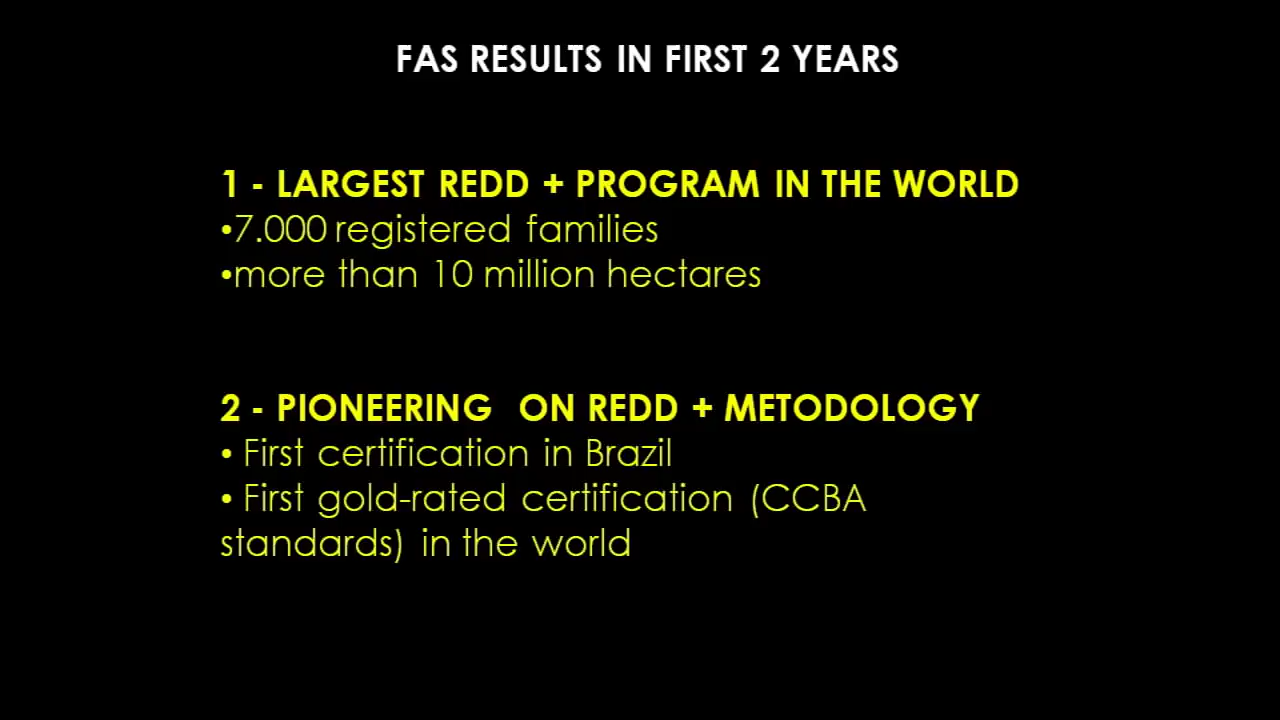 FAS RESULTS IN FIRST 2 YEARS
1 - LARGEST REDD + PROGRAM IN THE WORLD
•7.000 registered families
•more than 10 million hectares
2 - PIONEERING ON REDD + METODOLOGY
• First certification in Brazil
• First gold-rated certification (CCBA
standards) in the world